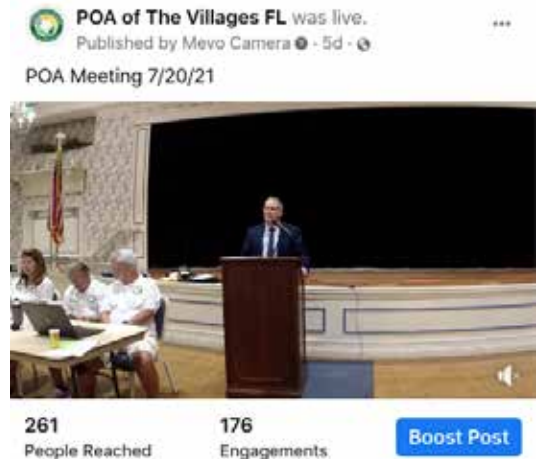 POA of The Villages FL was live.
Published by Mevo Camera · 5d ·
POA Meeting 7/20/21
261
People Reached
176
Engagements
Boost Post